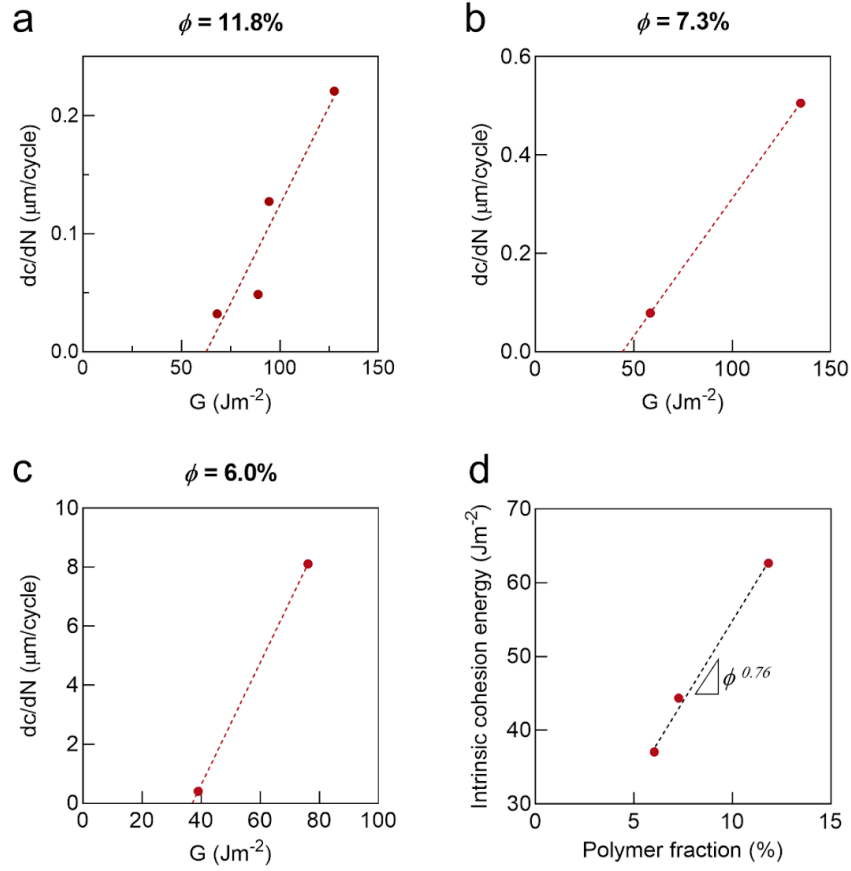 a
ϕ = 11.8%
dc/dN (μm/cycle)
0.2
0.1
0.0
0
50
100
150
G (Jm⁻²)
b
ϕ = 7.3%
dc/dN (μm/cycle)
0.6
0.4
0.2
0.0
0
50
100
150
G (Jm⁻²)
c
ϕ = 6.0%
dc/dN (μm/cycle)
10
8
6
4
2
0
0
20
40
60
80
100
G (Jm⁻²)
d
Intrinsic cohesion energy (Jm⁻²)
70
60
50
40
30
ϕ⁰·⁷⁶
0
5
10
15
Polymer fraction (%)